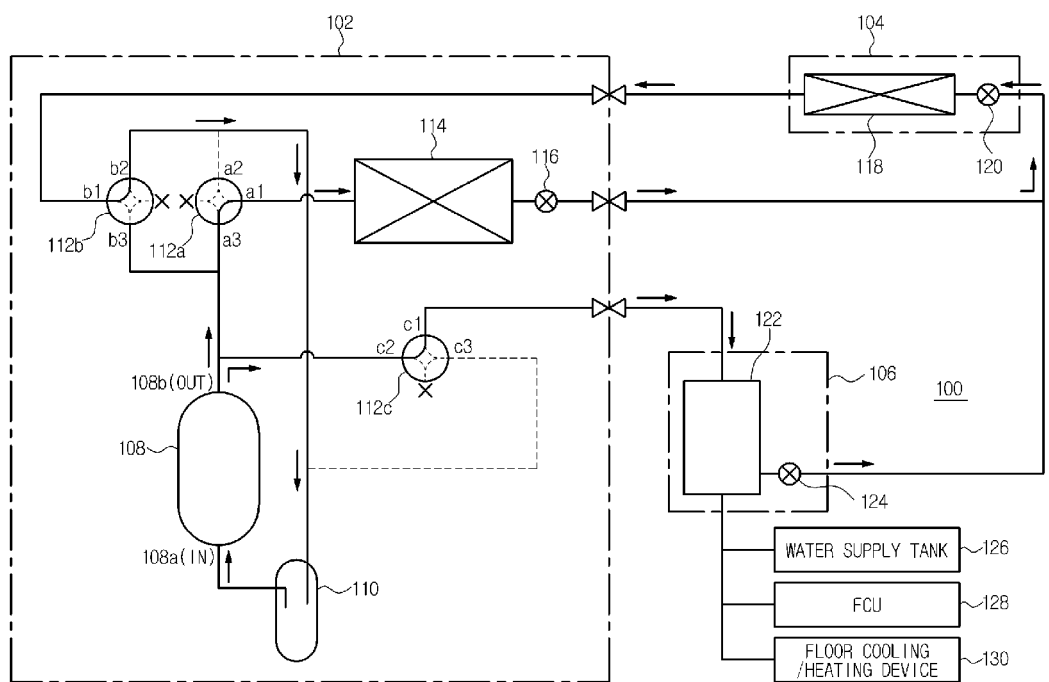 102
104
118
120
114
116
b2
a2
b1
a1
b3
a3
112b
112a
c1
c2
c3
112c
108b(OUT)
108
108a(IN)
110
122
106
100
124
WATER SUPPLY TANK
126
FCU
128
FLOOR COOLING
/HEATING DEVICE
130